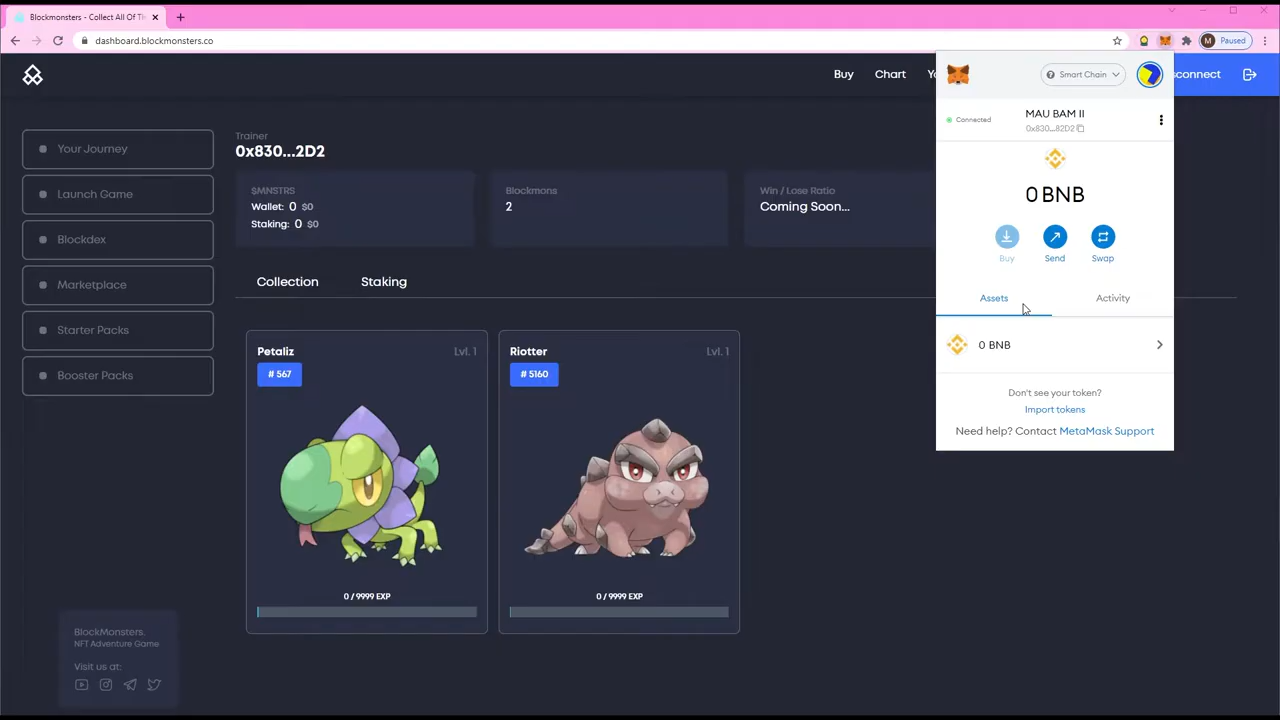 Blockmonsters - Collect All Of Th
dashboard.blockmonsters.co
M Paused
Buy
Chart
Smart Chain
Your Journey
Launch Game
Blockdex
Marketplace
Starter Packs
Booster Packs
Trainer
0x830...2D2
$MNSTRS
Wallet: 0 $0
Staking: 0 $0
Blockmons
2
Win / Lose Ratio
Coming Soon...
Collection
Staking
Petaliz
Lvl. 1
# 567
0 / 9999 EXP
Riotter
Lvl. 1
# 5160
0 / 9999 EXP
Connected
MAU BAM II
0x830...82D2
0 BNB
Buy
Send
Swap
Assets
Activity
0 BNB
Don't see your token?
Import tokens
Need help? Contact MetaMask Support
BlockMonsters.
NFT Adventure Game
Visit us at: